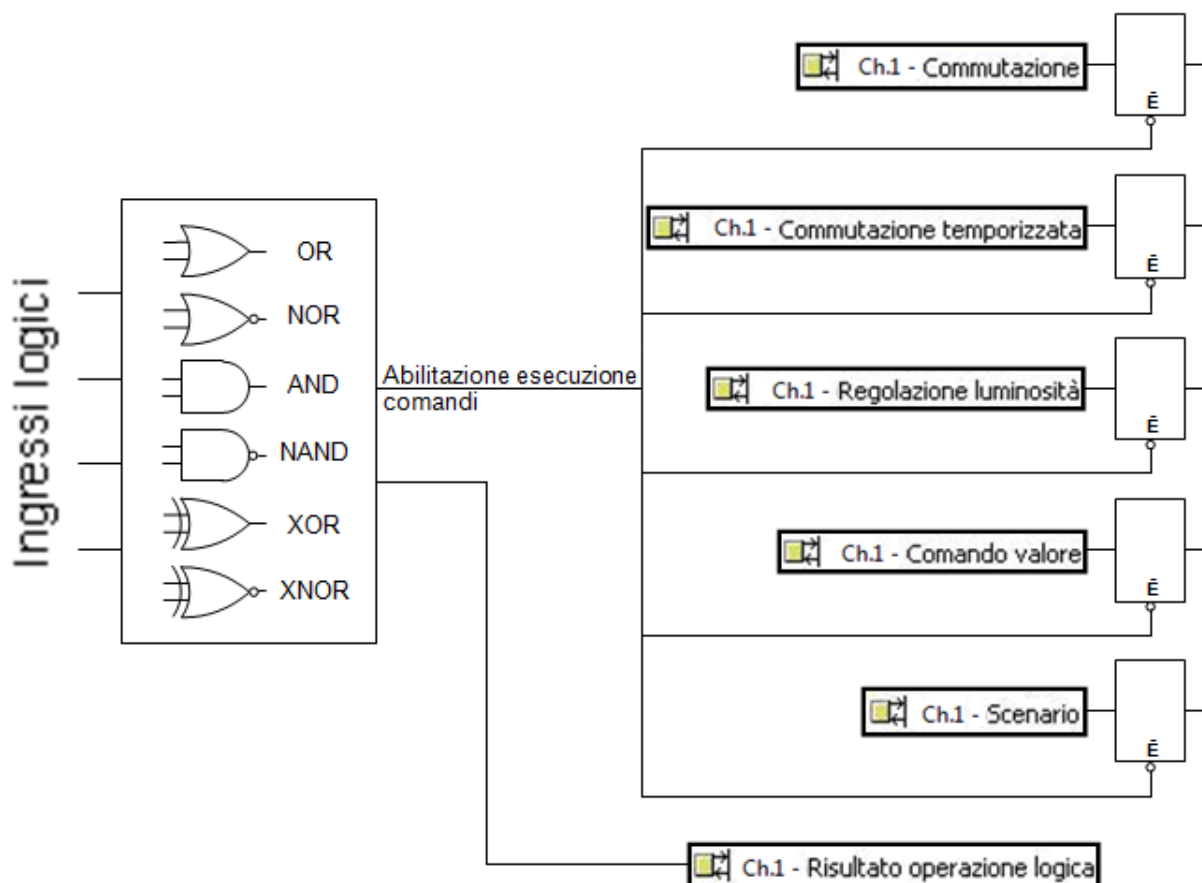 Ch.1 - Commutazione
Ē
Ch.1 - Commutazione temporizzata
Ē
Ingressi logici
OR
NOR
AND
NAND
XOR
XNOR
Abilitazione esecuzione
comandi
Ch.1 - Regolazione luminosità
Ē
Ch.1 - Comando valore
Ē
Ch.1 - Scenario
Ē
Ch.1 - Risultato operazione logica